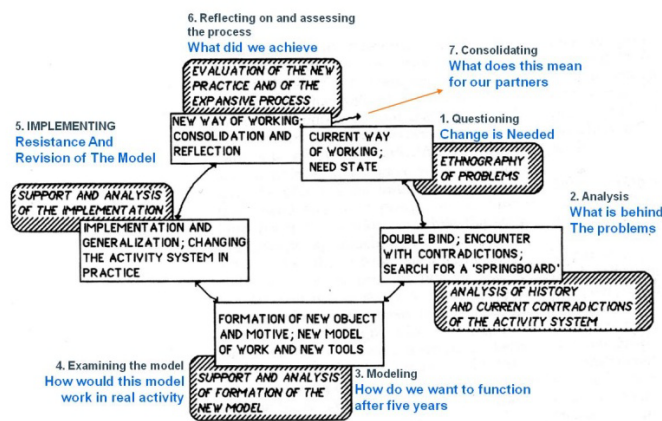 6. Reflecting on and assessing
the process
What did we achieve
EVALUATION OF THE NEW
PRACTICE AND OF THE
EXPANSIVE PROCESS
NEW WAY OF WORKING;
CONSOLIDATION AND
REFLECTION
7. Consolidating
What does this mean
for our partners
CURRENT WAY
OF WORKING;
NEED STATE
1. Questioning
Change is Needed
ETHNOGRAPHY
OF PROBLEMS
2. Analysis
What is behind
The problems
DOUBLE BIND; ENCOUNTER
WITH CONTRADICTIONS;
SEARCH FOR A 'SPRINGBOARD'
ANALYSIS OF HISTORY
AND CURRENT CONTRADICTIONS
OF THE ACTIVITY SYSTEM
FORMATION OF NEW OBJECT
AND MOTIVE; NEW MODEL
OF WORK AND NEW TOOLS
3. Modeling
How do we want to function
after five years
SUPPORT AND ANALYSIS
OF FORMATION OF THE
NEW MODEL
4. Examining the model
How would this model
work in real activity
5. IMPLEMENTING
Resistance And
Revision of The Model
SUPPORT AND ANALYSIS
OF THE IMPLEMENTATION
IMPLEMENTATION AND
GENERALIZATION; CHANGING
THE ACTIVITY SYSTEM IN
PRACTICE